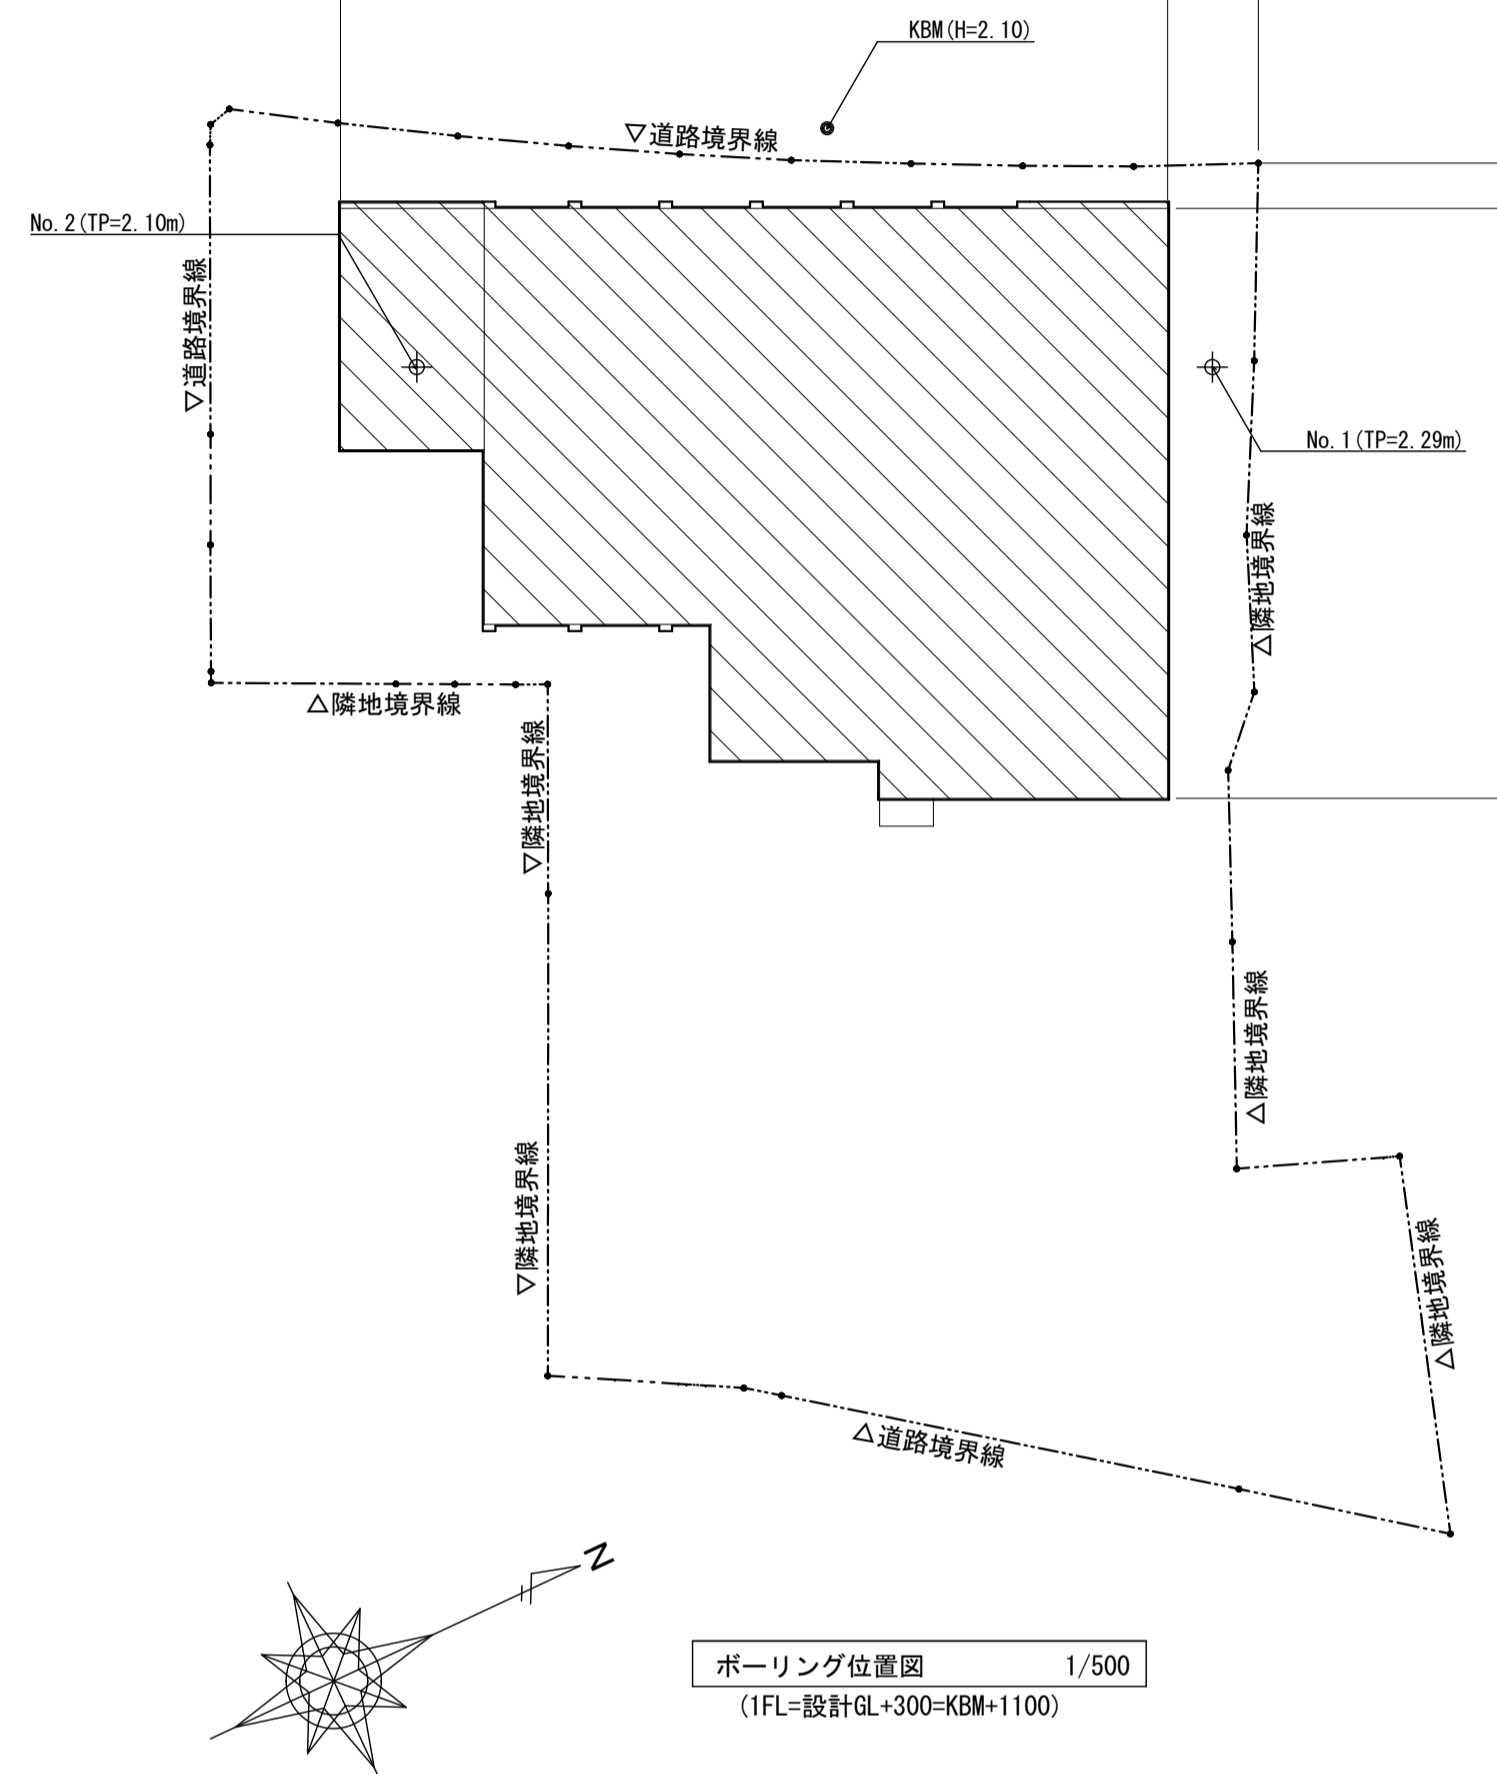 KBM(H=2.10)
▽道路境界線
No.2(TP=2.10m)
▽道路境界線
No.1(TP=2.29m)
△隣地境界線
△隣地境界線
▽隣地境界線
△隣地境界線
▽隣地境界線
△隣地境界線
△道路境界線
N
ボーリング位置図 1/500
(1FL=設計GL+300=KBM+1100)